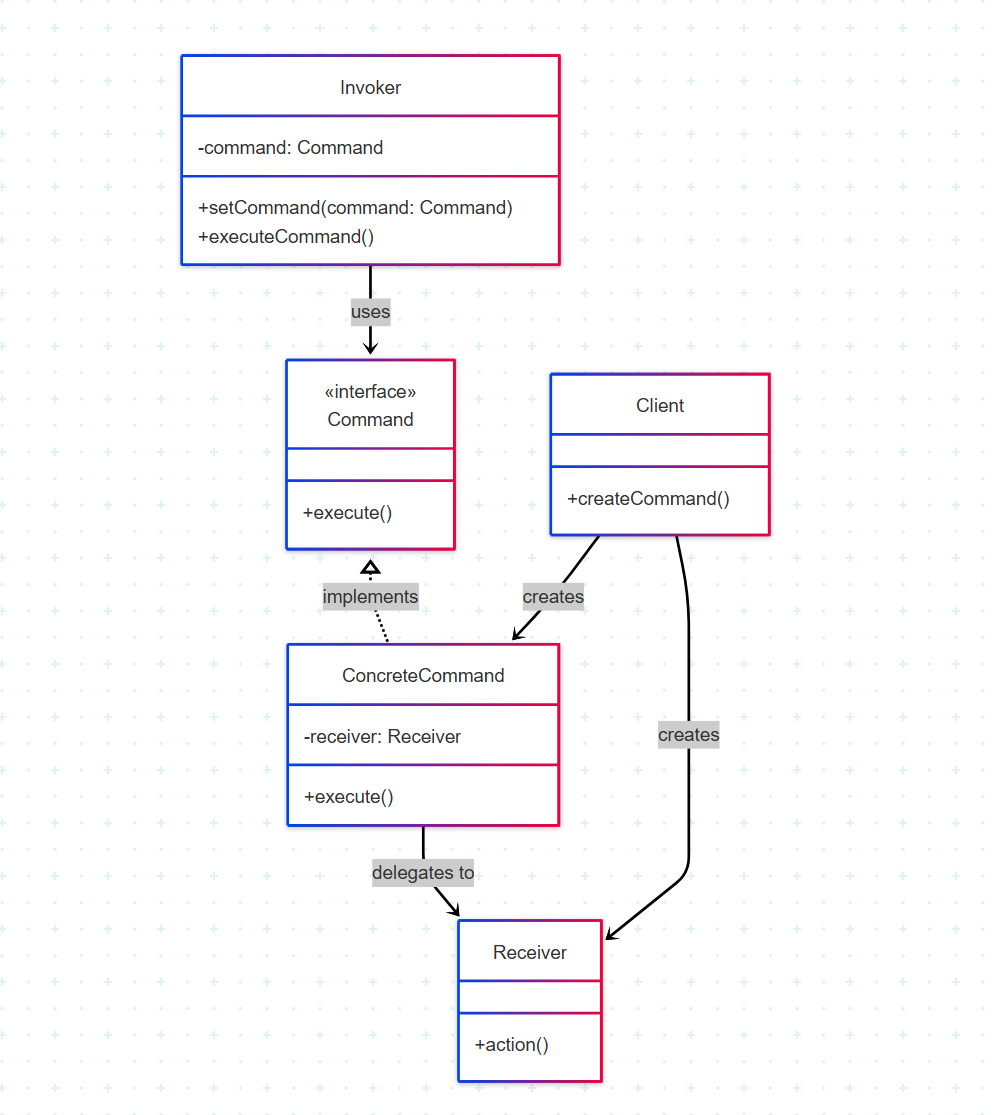 Invoker
-command: Command
+setCommand(command: Command)
+executeCommand()
uses
«interface»
Command
+execute()
Client
+createCommand()
implements
creates
ConcreteCommand
-receiver: Receiver
+execute()
creates
delegates to
Receiver
+action()